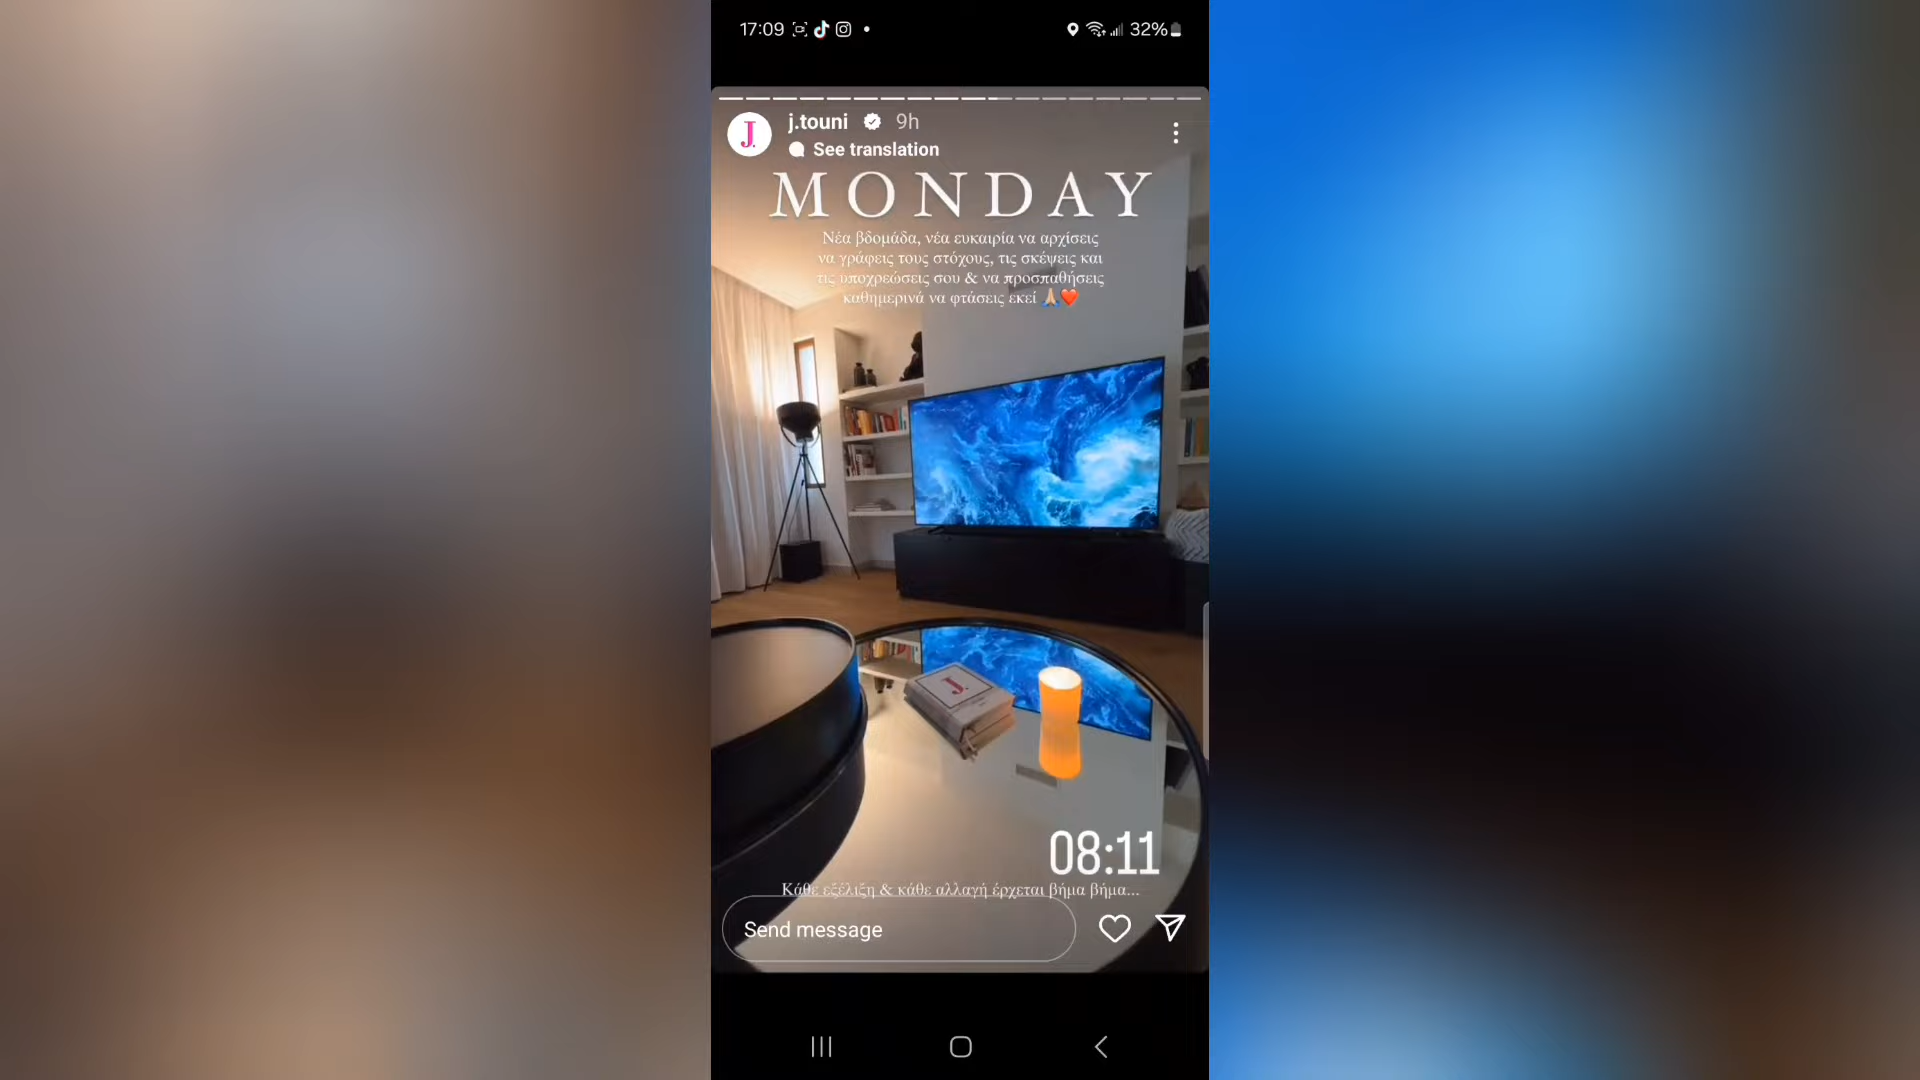 17:09
32%
j.touni 9h
See translation
MONDAY
Νέα βδομάδα, νέα ευκαιρία να αρχίσεις
να γράφεις τους στόχους, τις σκέψεις και
τις υποχρεώσεις σου & να προσπαθήσεις
καθημερινά να φτάσεις εκεί 🙏🏼❤️
J.
08:11
Κάθε εξέλιξη & κάθε αλλαγή έρχεται βήμα βήμα...
Send message